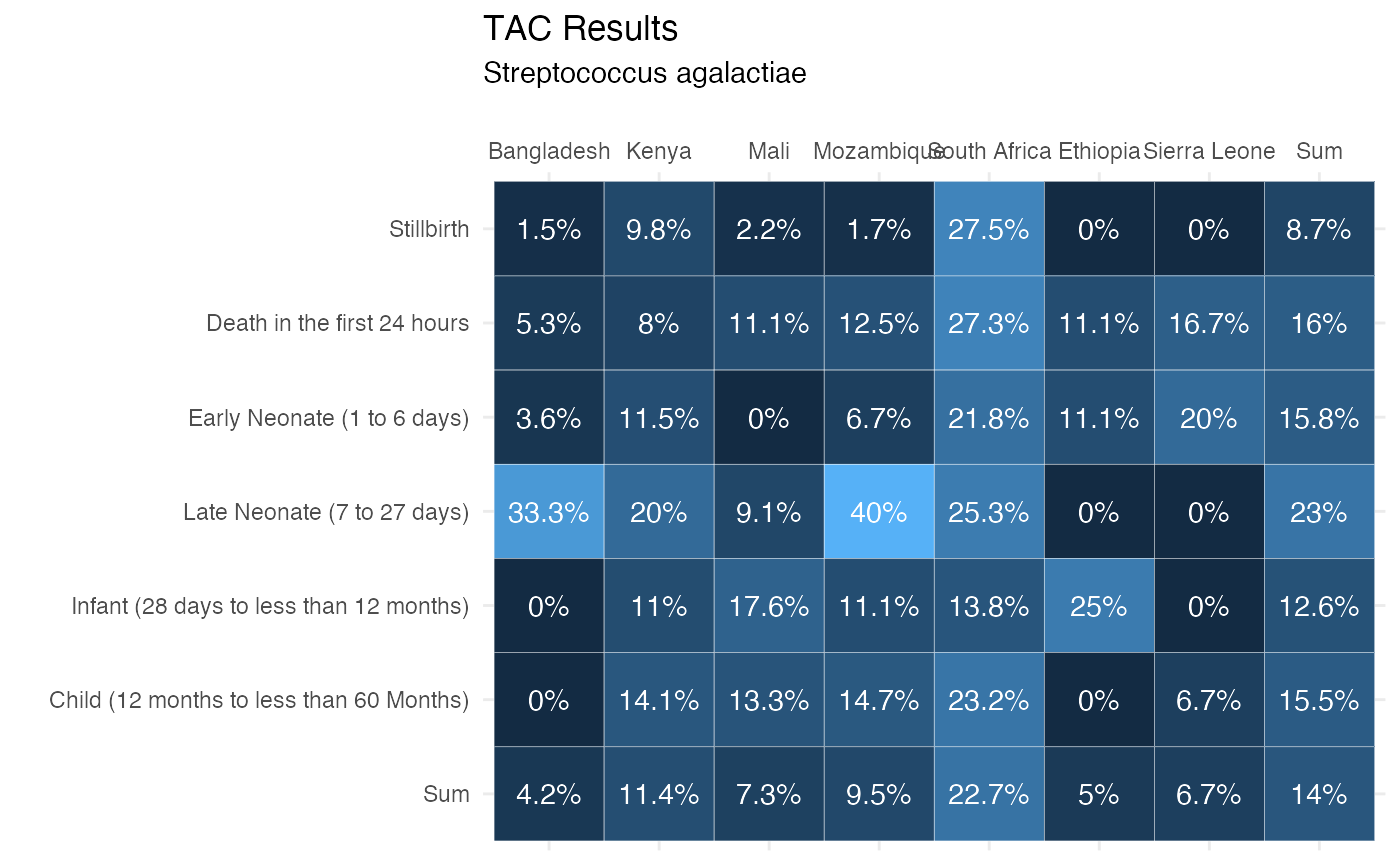 TAC Results
Streptococcus agalactiae
Bangladesh Kenya Mali Mozambique South Africa Ethiopia Sierra Leone Sum
Stillbirth 1.5% 9.8% 2.2% 1.7% 27.5% 0% 0% 8.7%
Death in the first 24 hours 5.3% 8% 11.1% 12.5% 27.3% 11.1% 16.7% 16%
Early Neonate (1 to 6 days) 3.6% 11.5% 0% 6.7% 21.8% 11.1% 20% 15.8%
Late Neonate (7 to 27 days) 33.3% 20% 9.1% 40% 25.3% 0% 0% 23%
Infant (28 days to less than 12 months) 0% 11% 17.6% 11.1% 13.8% 25% 0% 12.6%
Child (12 months to less than 60 Months) 0% 14.1% 13.3% 14.7% 23.2% 0% 6.7% 15.5%
Sum 4.2% 11.4% 7.3% 9.5% 22.7% 5% 6.7% 14%